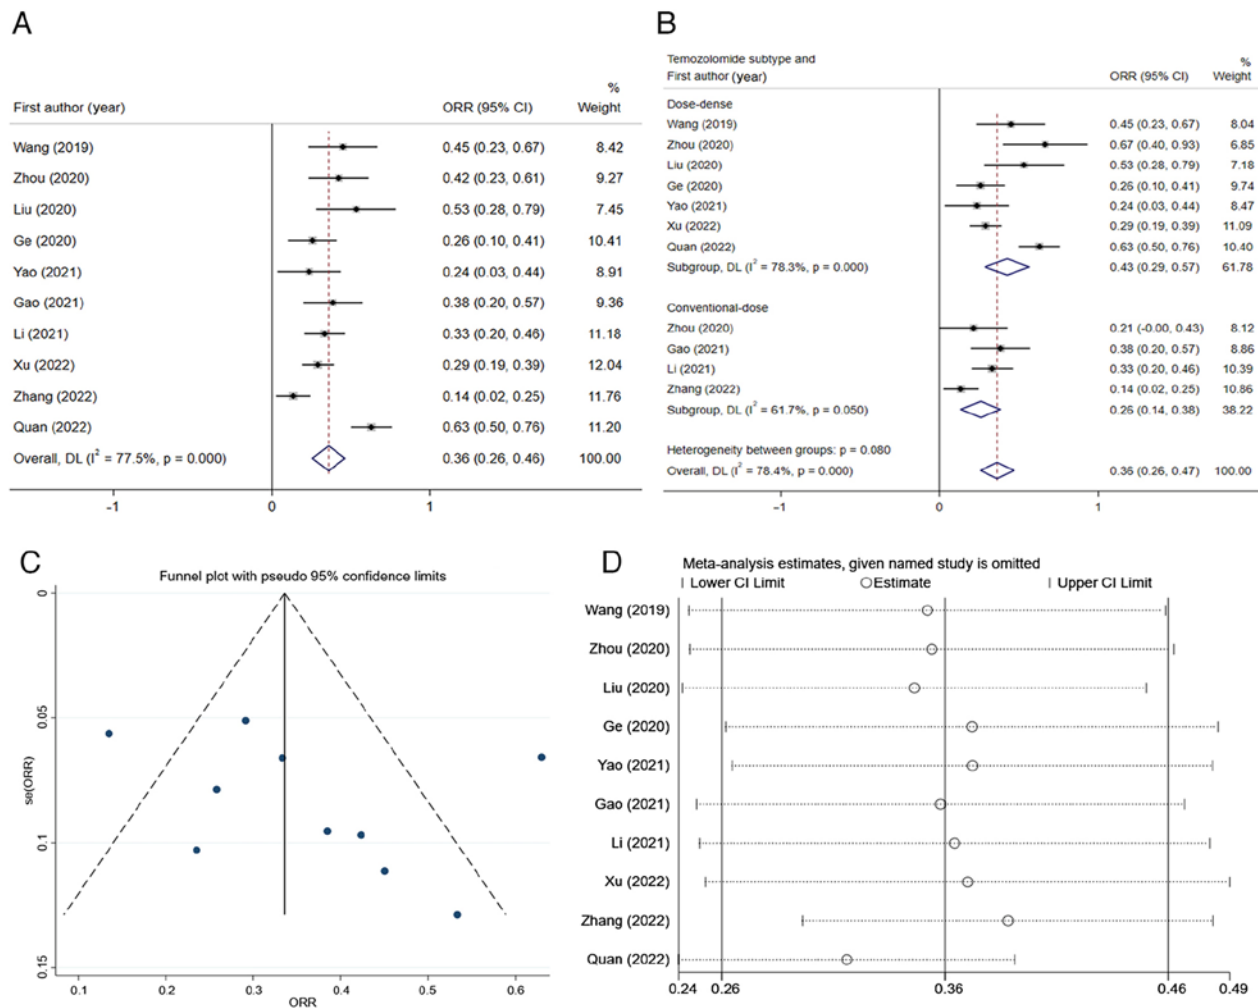 A
%
First author (year) ORR (95% CI) Weight
Wang (2019) 0.45 (0.23, 0.67) 8.42
Zhou (2020) 0.42 (0.23, 0.61) 9.27
Liu (2020) 0.53 (0.28, 0.79) 7.45
Ge (2020) 0.26 (0.10, 0.41) 10.41
Yao (2021) 0.24 (0.03, 0.44) 8.91
Gao (2021) 0.38 (0.20, 0.57) 9.36
Li (2021) 0.33 (0.20, 0.46) 11.18
Xu (2022) 0.29 (0.19, 0.39) 12.04
Zhang (2022) 0.14 (0.02, 0.25) 11.76
Quan (2022) 0.63 (0.50, 0.76) 11.20
Overall, DL (I² = 77.5%, p = 0.000) 0.36 (0.26, 0.46) 100.00
−1 0 1
B
Temozolomide subtype and %
First author (year) ORR (95% CI) Weight
Dose-dense
Wang (2019) 0.45 (0.23, 0.67) 8.04
Zhou (2020) 0.67 (0.40, 0.93) 6.85
Liu (2020) 0.53 (0.28, 0.79) 7.18
Ge (2020) 0.26 (0.10, 0.41) 9.74
Yao (2021) 0.24 (0.03, 0.44) 8.47
Xu (2022) 0.29 (0.19, 0.39) 11.09
Quan (2022) 0.63 (0.50, 0.76) 10.40
Subgroup, DL (I² = 78.3%, p = 0.000) 0.43 (0.29, 0.57) 61.78
Conventional-dose
Zhou (2020) 0.21 (-0.00, 0.43) 8.12
Gao (2021) 0.38 (0.20, 0.57) 8.86
Li (2021) 0.33 (0.20, 0.46) 10.39
Zhang (2022) 0.14 (0.02, 0.25) 10.86
Subgroup, DL (I² = 61.7%, p = 0.050) 0.26 (0.14, 0.38) 38.22
Heterogeneity between groups: p = 0.080
Overall, DL (I² = 78.4%, p = 0.000) 0.36 (0.26, 0.47) 100.00
−1 0 1
C
Funnel plot with pseudo 95% confidence limits
se(ORR)
0
0.05
0.1
0.15
0.1 0.2 0.3 0.4 0.5 0.6
ORR
D
Meta-analysis estimates, given named study is omitted
Lower CI Limit Estimate Upper CI Limit
Wang (2019)
Zhou (2020)
Liu (2020)
Ge (2020)
Yao (2021)
Gao (2021)
Li (2021)
Xu (2022)
Zhang (2022)
Quan (2022)
0.24 0.26 0.36 0.46 0.49